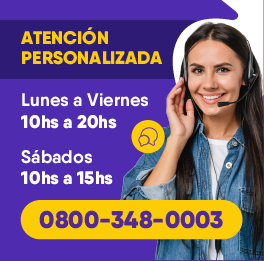 ATENCIÓN
PERSONALIZADA
Lunes a Viernes
10hs a 20hs
Sábados
10hs a 15hs
0800-348-0003